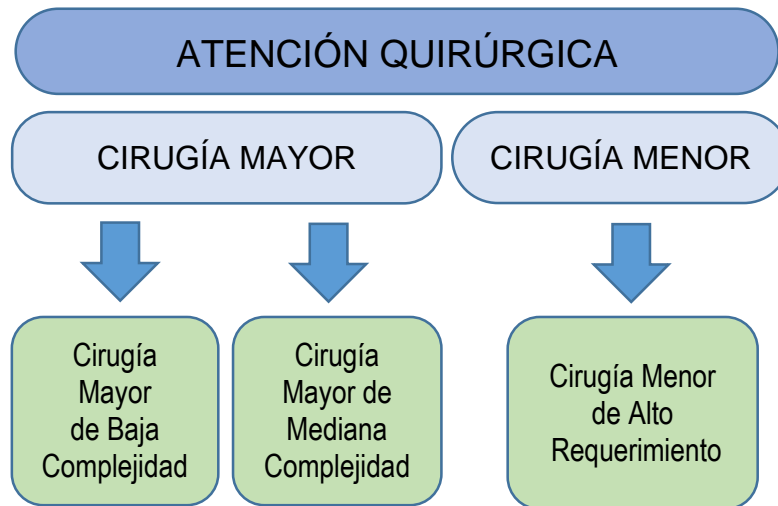 ATENCIÓN QUIRÚRGICA
CIRUGÍA MAYOR
CIRUGÍA MENOR
Cirugía
Mayor
de Baja
Complejidad
Cirugía
Mayor de
Mediana
Complejidad
Cirugía Menor
de Alto
Requerimiento